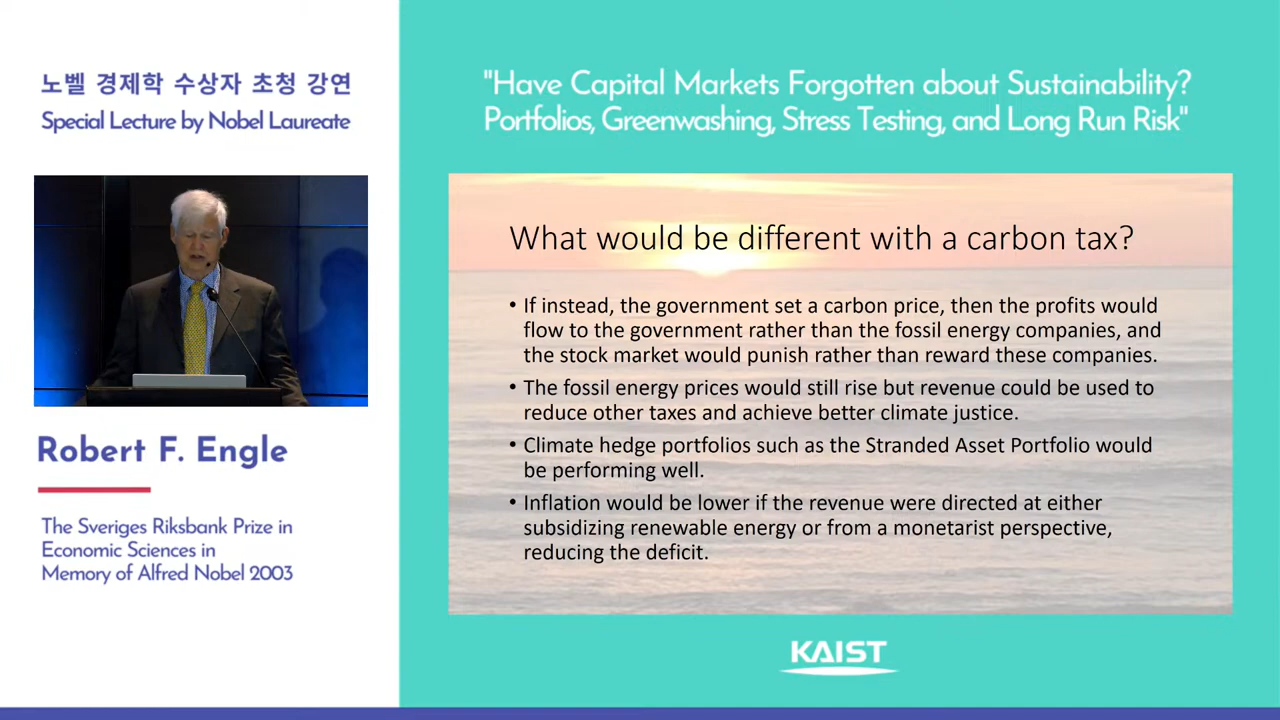 노벨 경제학 수상자 초청 강연
Special Lecture by Nobel Laureate
Robert F. Engle
The Sveriges Riksbank Prize in
Economic Sciences in
Memory of Alfred Nobel 2003
"Have Capital Markets Forgotten about Sustainability?
Portfolios, Greenwashing, Stress Testing, and Long Run Risk"
What would be different with a carbon tax?
• If instead, the government set a carbon price, then the profits would
flow to the government rather than the fossil energy companies, and
the stock market would punish rather than reward these companies.
• The fossil energy prices would still rise but revenue could be used to
reduce other taxes and achieve better climate justice.
• Climate hedge portfolios such as the Stranded Asset Portfolio would
be performing well.
• Inflation would be lower if the revenue were directed at either
subsidizing renewable energy or from a monetarist perspective,
reducing the deficit.
KAIST